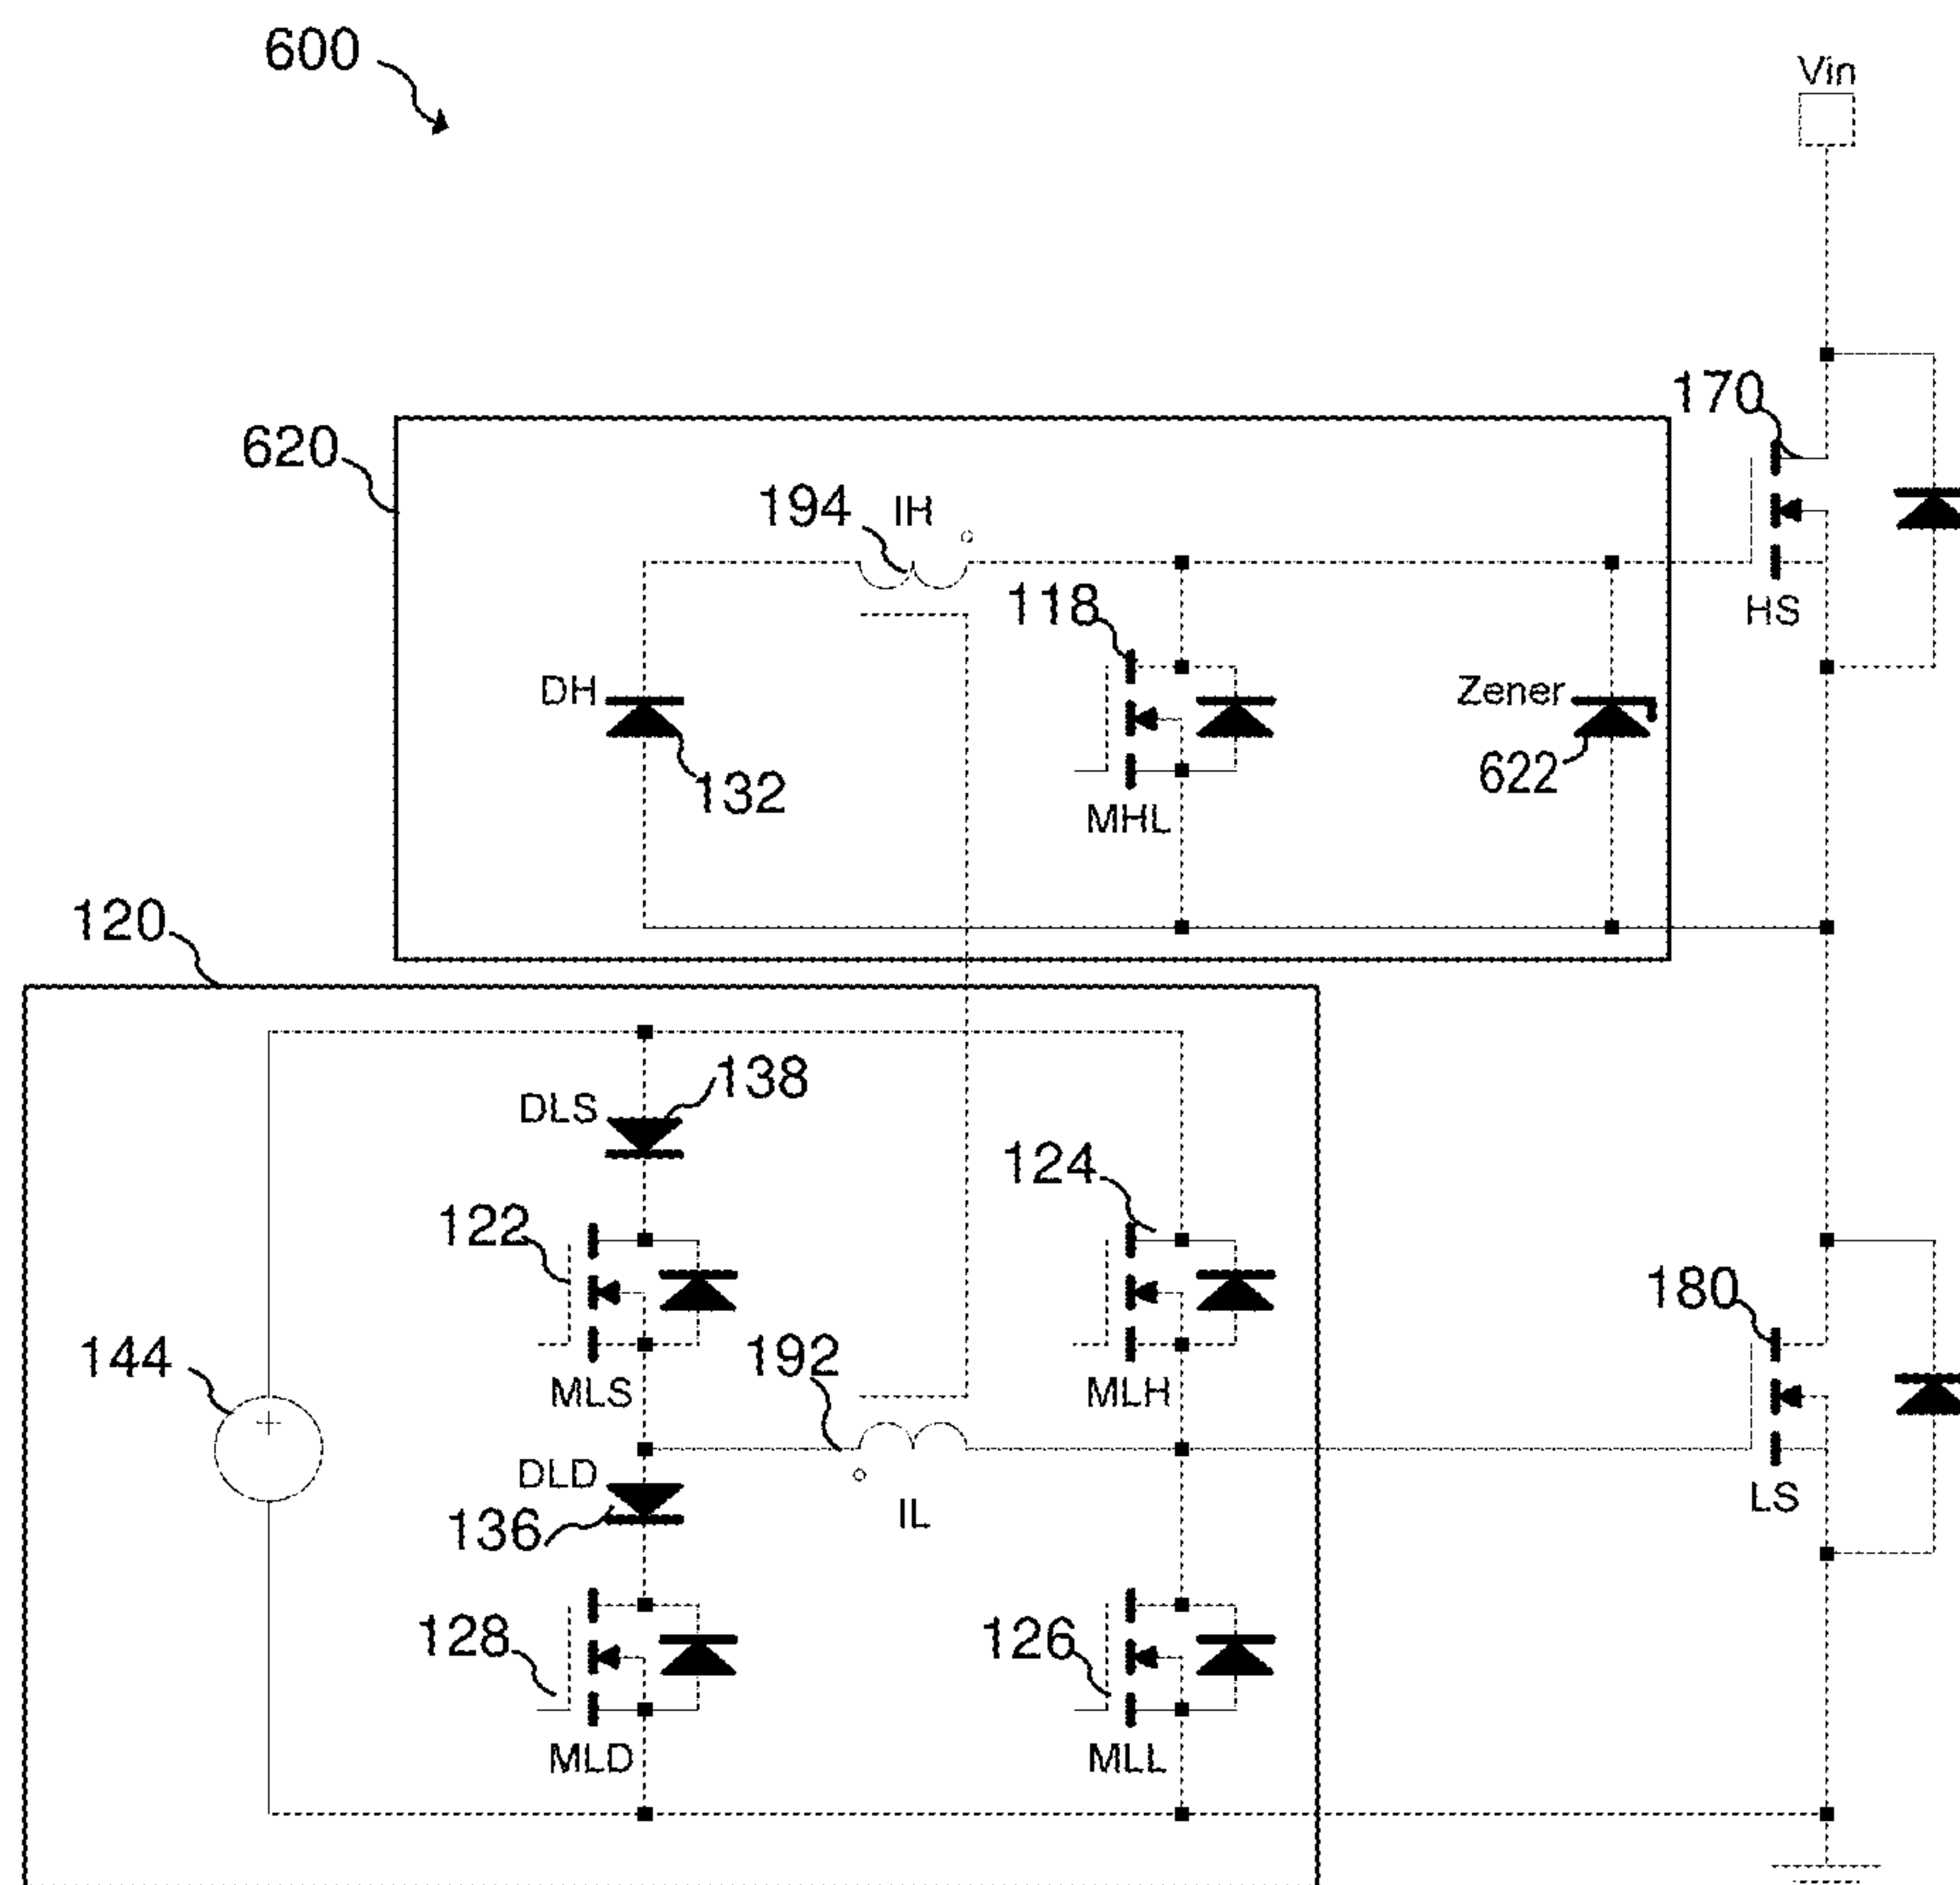 600
Vin
170
620
194 IH
118
HS
DH
Zener
132
622
MHL
120
DLS
138
124
122
180
144
192
MLS
MLH
DLD
LS
136
IL
128
126
MLD
MLL